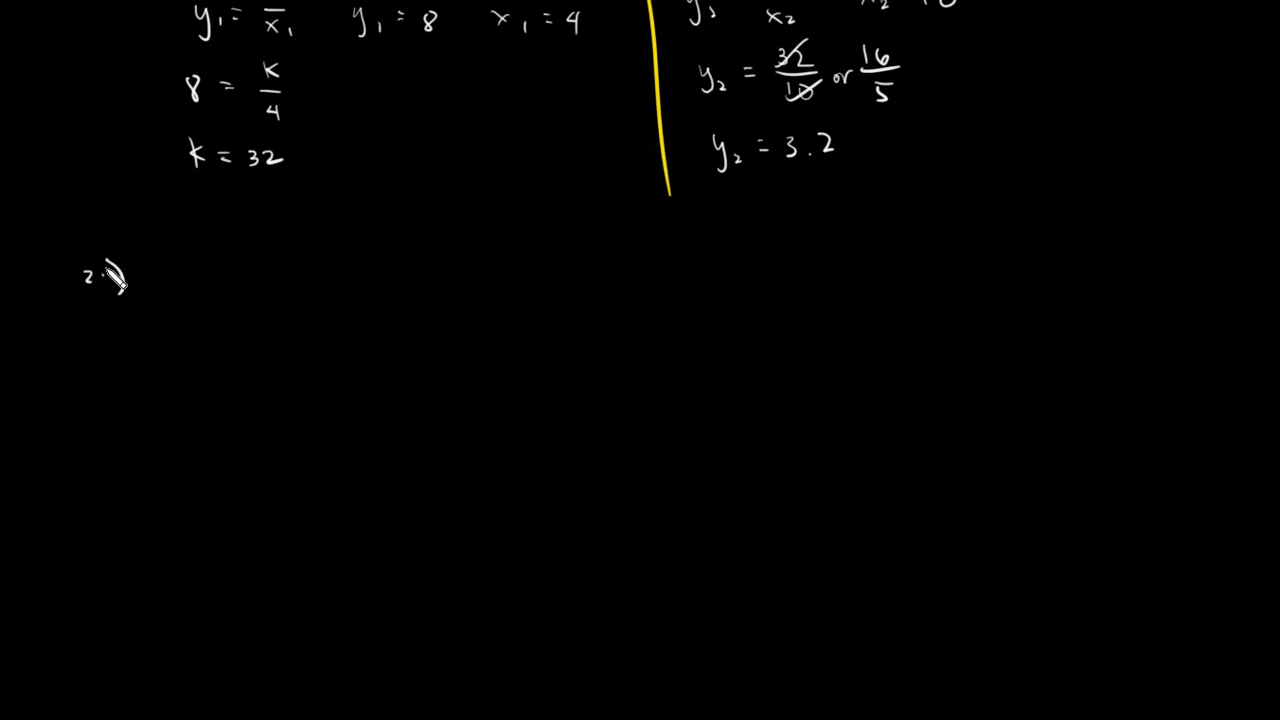 y₁ = k/x₁   y₁ = 8   x₁ = 4
8 = k/4
k = 32
y₂ = 32/10 or 16/5
y₂ = 3.2
2.)